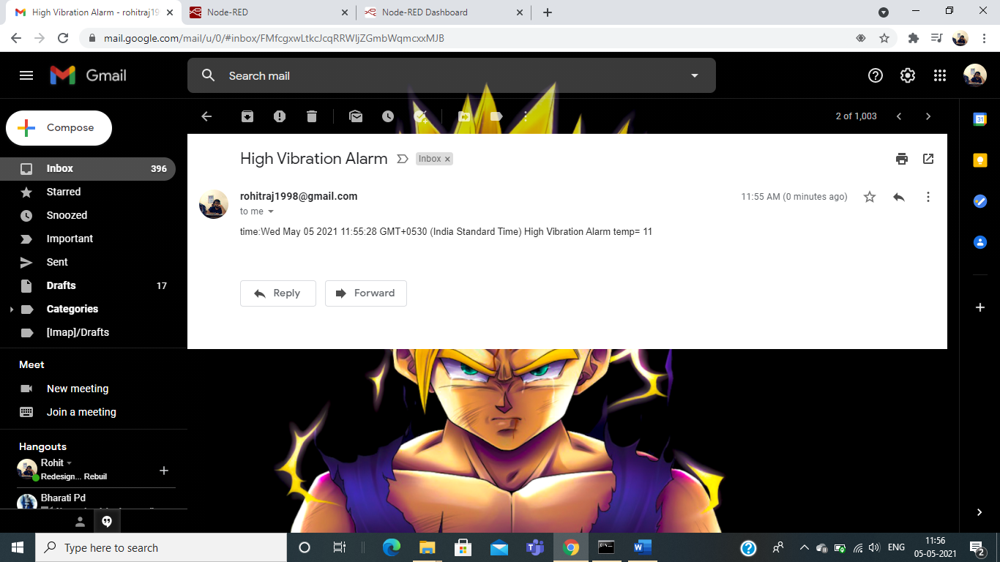 High Vibration Alarm - rohitraj19
Node-RED
Node-RED Dashboard
mail.google.com/mail/u/0/#inbox/FMfcgxwLtkcJcqRRWljZGmbWqmcxxMJB
Gmail
Search mail
Compose
2 of 1,003
31
High Vibration Alarm
Inbox ×
Inbox 396
rohitraj1998@gmail.com
11:55 AM (0 minutes ago)
to me
time:Wed May 05 2021 11:55:28 GMT+0530 (India Standard Time) High Vibration Alarm temp= 11
Starred
Snoozed
Important
Sent
Drafts 17
Categories
[Imap]/Drafts
Reply
Forward
Meet
New meeting
Join a meeting
Hangouts
Rohit
Redesign... Rebuil
Bharati Pd
Type here to search
ENG
11:56
05-05-2021
2